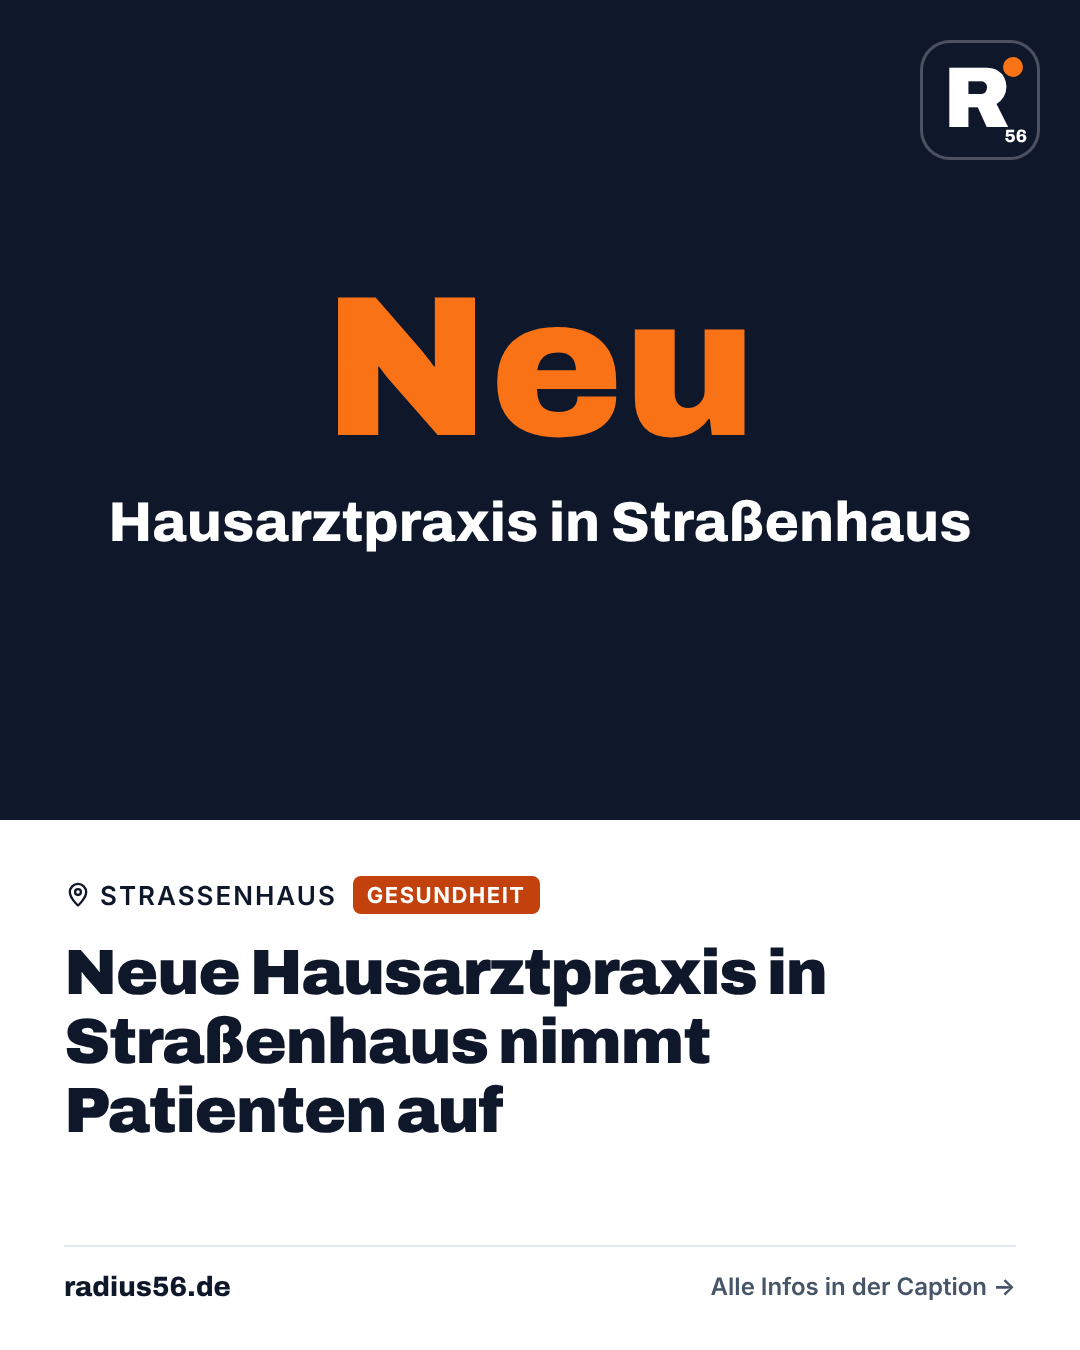 R
56
Neu
Hausarztpraxis in Straßenhaus
STRASSENHAUS GESUNDHEIT
Neue Hausarztpraxis in
Straßenhaus nimmt
Patienten auf
radius56.de Alle Infos in der Caption →